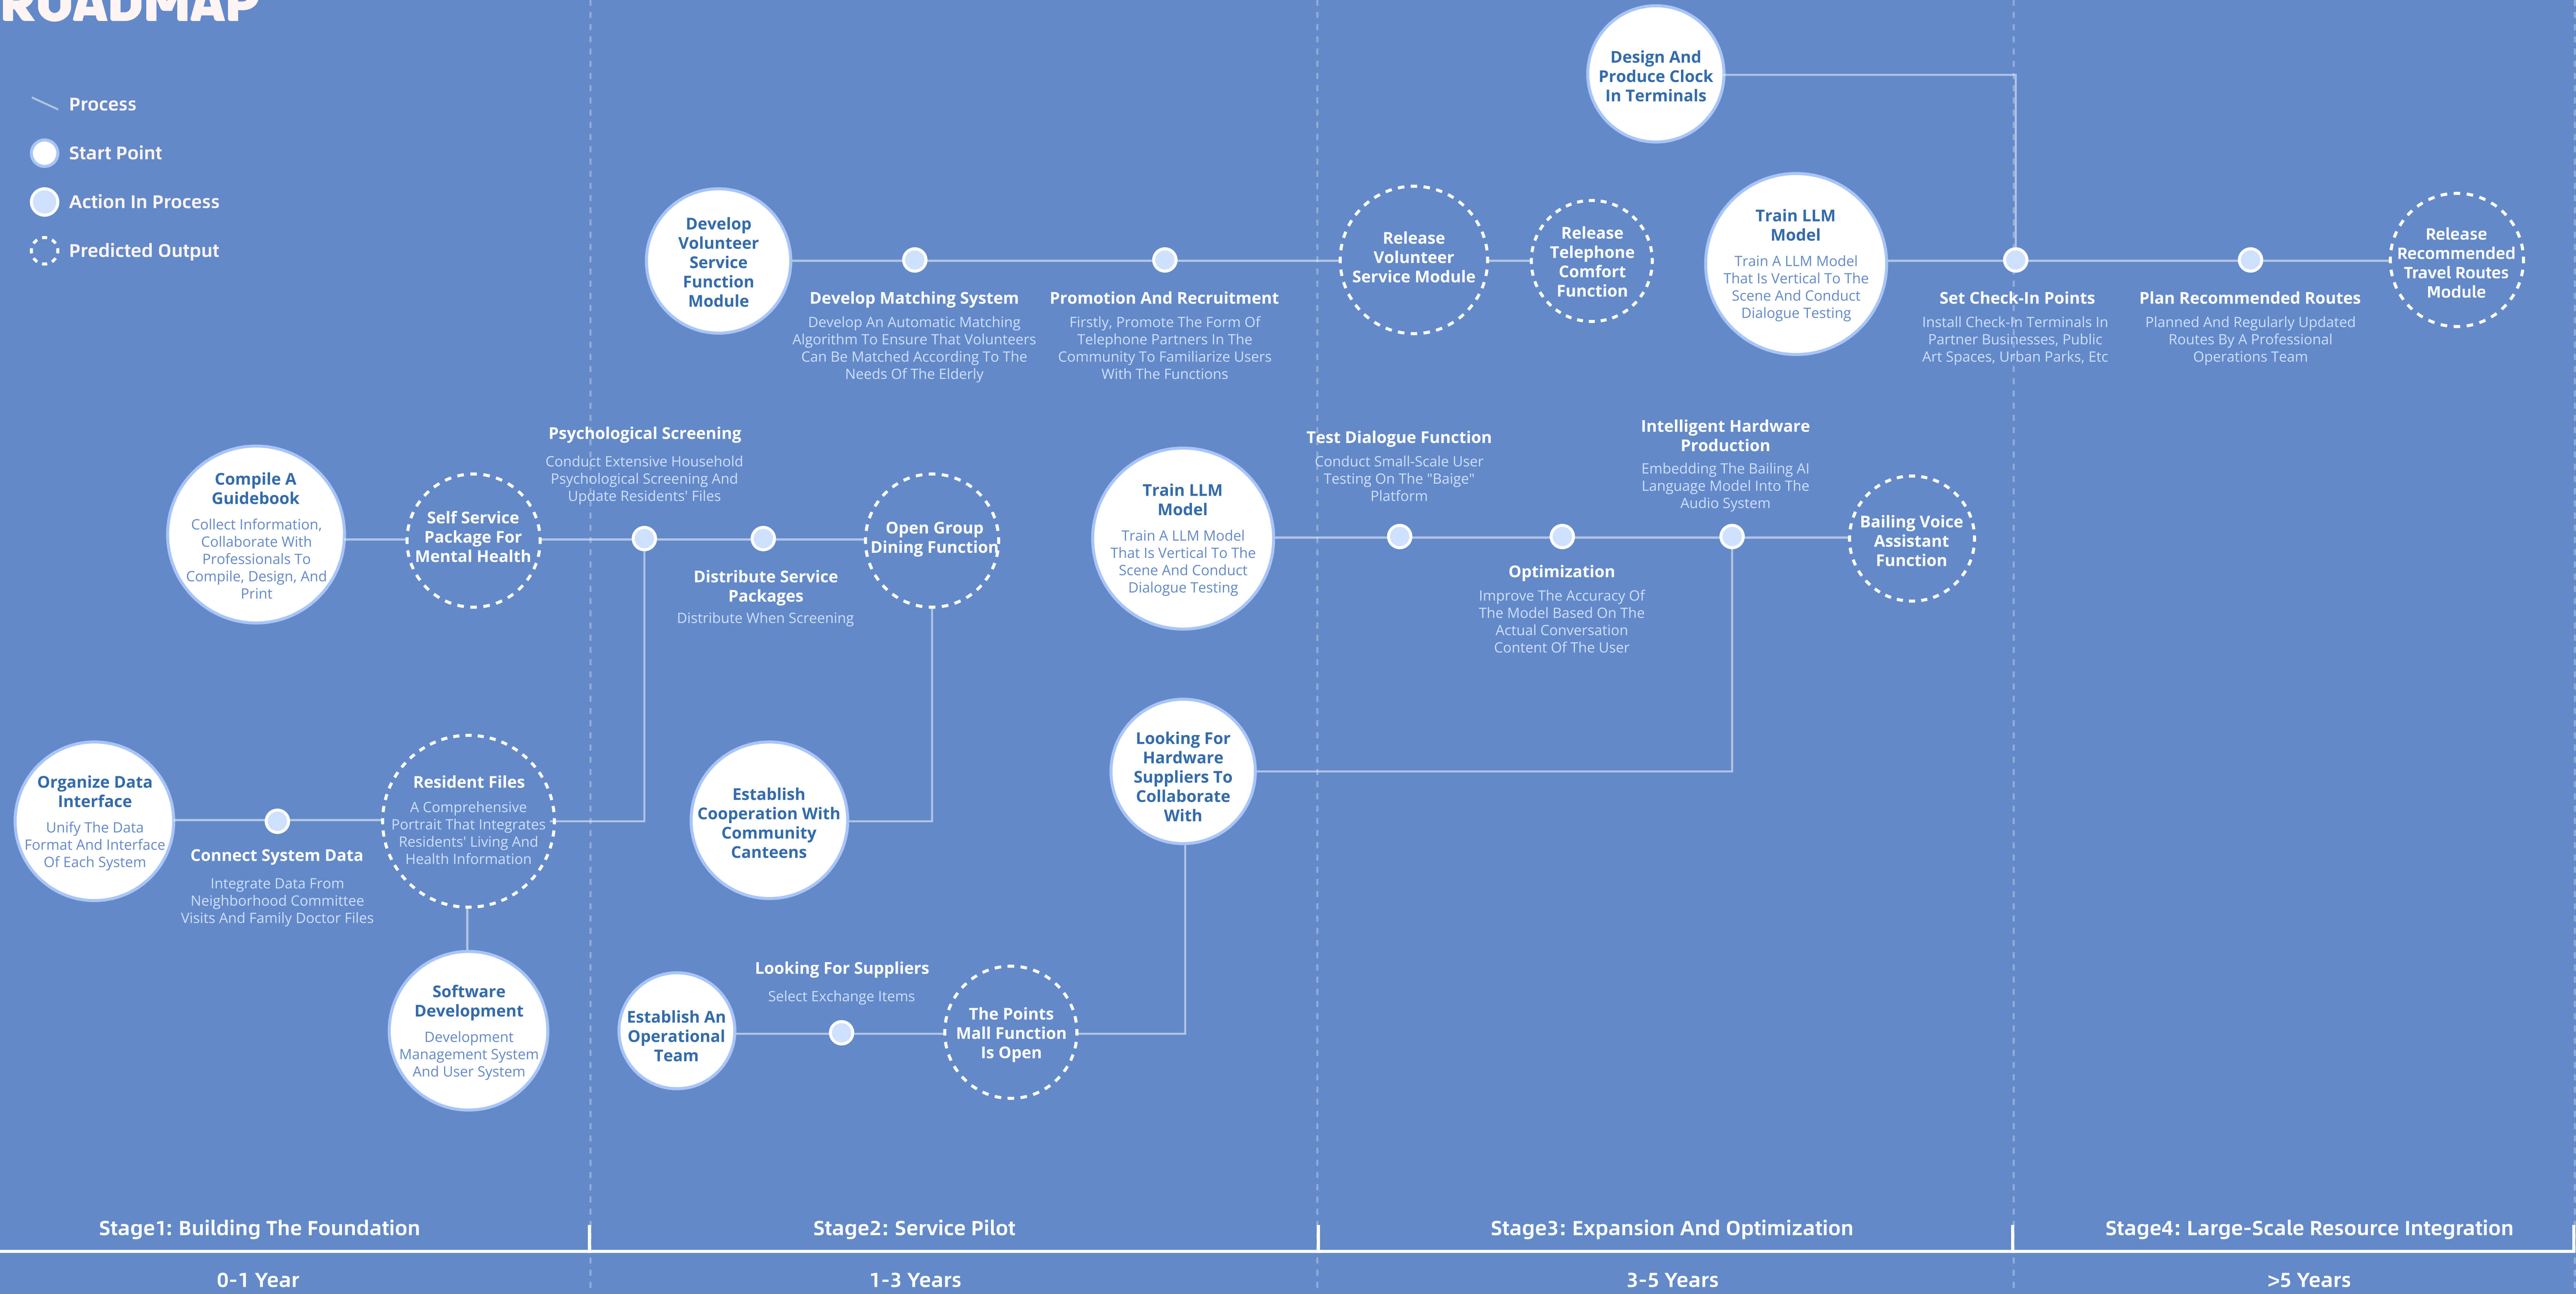 ROADMAP
Process
Start Point
Action In Process
Predicted Output
Design And
Produce Clock
In Terminals
Develop
Volunteer
Service
Function
Module
Develop Matching System
Develop An Automatic Matching
Algorithm To Ensure That Volunteers
Can Be Matched According To The
Needs Of The Elderly
Promotion And Recruitment
Firstly, Promote The Form Of
Telephone Partners In The
Community To Familiarize Users
With The Functions
Release
Volunteer
Service Module
Release
Telephone
Comfort
Function
Train LLM
Model
Train A LLM Model
That Is Vertical To The
Scene And Conduct
Dialogue Testing
Set Check-In Points
Install Check-In Terminals In
Partner Businesses, Public
Art Spaces, Urban Parks, Etc
Plan Recommended Routes
Planned And Regularly Updated
Routes By A Professional
Operations Team
Release
Recommended
Travel Routes
Module
Compile A
Guidebook
Collect Information,
Collaborate With
Professionals To
Compile, Design, And
Print
Self Service
Package For
Mental Health
Psychological Screening
Conduct Extensive Household
Psychological Screening And
Update Residents' Files
Distribute Service
Packages
Distribute When Screening
Open Group
Dining Function
Train LLM
Model
Train A LLM Model
That Is Vertical To The
Scene And Conduct
Dialogue Testing
Test Dialogue Function
Conduct Small-Scale User
Testing On The "Baige"
Platform
Optimization
Improve The Accuracy Of
The Model Based On The
Actual Conversation
Content Of The User
Intelligent Hardware
Production
Embedding The Bailing AI
Language Model Into The
Audio System
Bailing Voice
Assistant
Function
Organize Data
Interface
Unify The Data
Format And Interface
Of Each System
Connect System Data
Integrate Data From
Neighborhood Committee
Visits And Family Doctor Files
Resident Files
A Comprehensive
Portrait That Integrates
Residents' Living And
Health Information
Software
Development
Development
Management System
And User System
Establish
Cooperation With
Community
Canteens
Looking For
Hardware
Suppliers To
Collaborate
With
Establish An
Operational
Team
Looking For Suppliers
Select Exchange Items
The Points
Mall Function
Is Open
Stage1: Building The Foundation
Stage2: Service Pilot
Stage3: Expansion And Optimization
Stage4: Large-Scale Resource Integration
0-1 Year
1-3 Years
3-5 Years
>5 Years